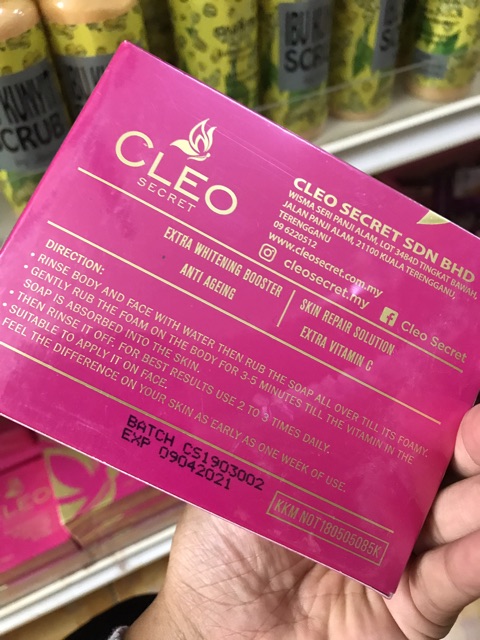 IBU KUNYIT
SCRUB
CLEO
SECRET
CLEO SECRET SDN BHD
WISMA SERI PANJI ALAM, LOT. 3484D TINGKAT BAWAH,
JALAN PANJI ALAM, 21100 KUALA TERENGGANU,
TERENGGANU
09 6220512
www.cleosecret.com.my
cleosecret.my
Cleo Secret
EXTRA WHITENING BOOSTER
ANTI AGEING
SKIN REPAIR SOLUTION
EXTRA VITAMIN C
DIRECTION:
• RINSE BODY AND FACE WITH WATER THEN RUB THE SOAP ALL OVER TILL ITS FOAMY.
• GENTLY RUB THE FOAM ON THE BODY FOR 3-5 MINUTES TILL THE VITAMIN IN THE
SOAP IS ABSORBED INTO THE SKIN.
• THEN RINSE IT OFF. FOR BEST RESULTS USE 2 TO 3 TIMES DAILY.
SUITABLE TO APPLY IT ON FACE.
FEEL THE DIFFERENCE ON YOUR SKIN AS EARLY AS ONE WEEK OF USE.
BATCH CS1903002
EXP 09042021
KKM NOT180505085K
CLEO